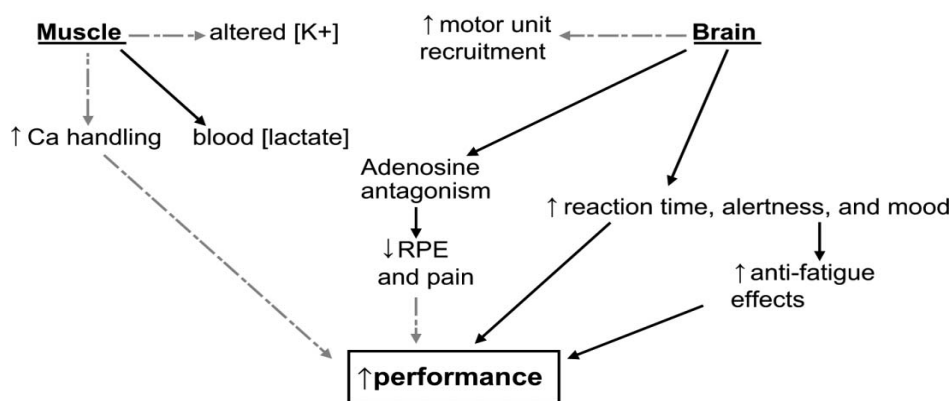 Muscle
altered [K+]
↑ motor unit
recruitment
Brain
↑ Ca handling
blood [lactate]
Adenosine
antagonism
↑ reaction time, alertness, and mood
↓ RPE
and pain
↑ anti-fatigue
effects
↑performance